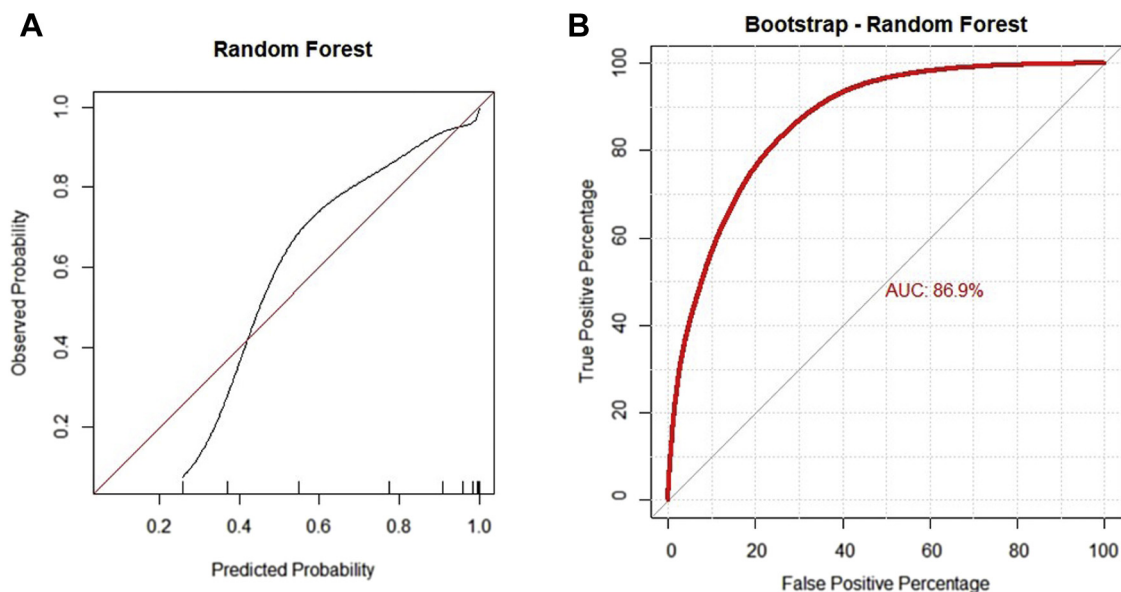 A
Random Forest
Observed Probability
1.0
0.8
0.6
0.4
0.2
0.2 0.4 0.6 0.8 1.0
Predicted Probability
B
Bootstrap - Random Forest
True Positive Percentage
100
80
60
40
20
0
AUC: 86.9%
0 20 40 60 80 100
False Positive Percentage